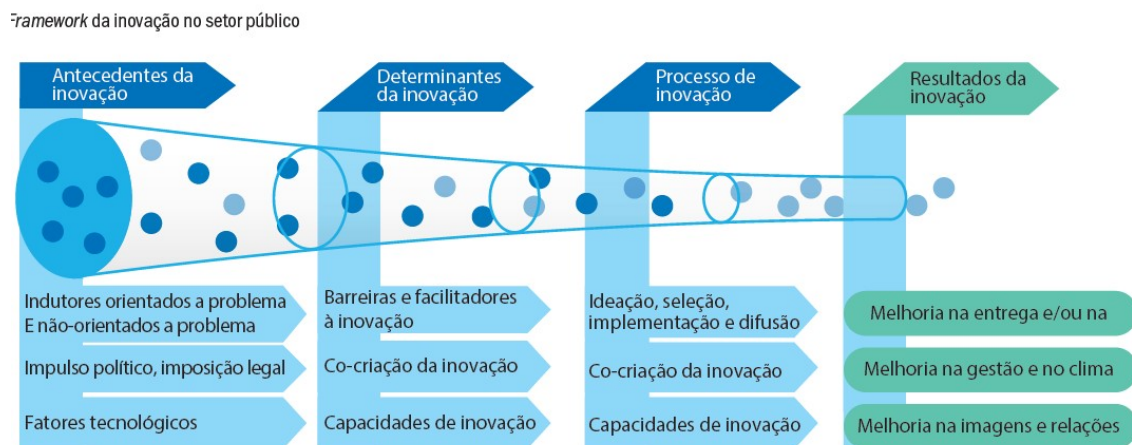 Framework da inovação no setor público
Antecedentes da
inovação
Determinantes
da inovação
Processo de
inovação
Resultados da
inovação
Indutores orientados a problema
E não-orientados a problema
Barreiras e facilitadores
à inovação
Ideação, seleção,
implementação e difusão
Melhoria na entrega e/ou na
Impulso político, imposição legal
Co-criação da inovação
Co-criação da inovação
Melhoria na gestão e no clima
Fatores tecnológicos
Capacidades de inovação
Capacidades de inovação
Melhoria na imagens e relações